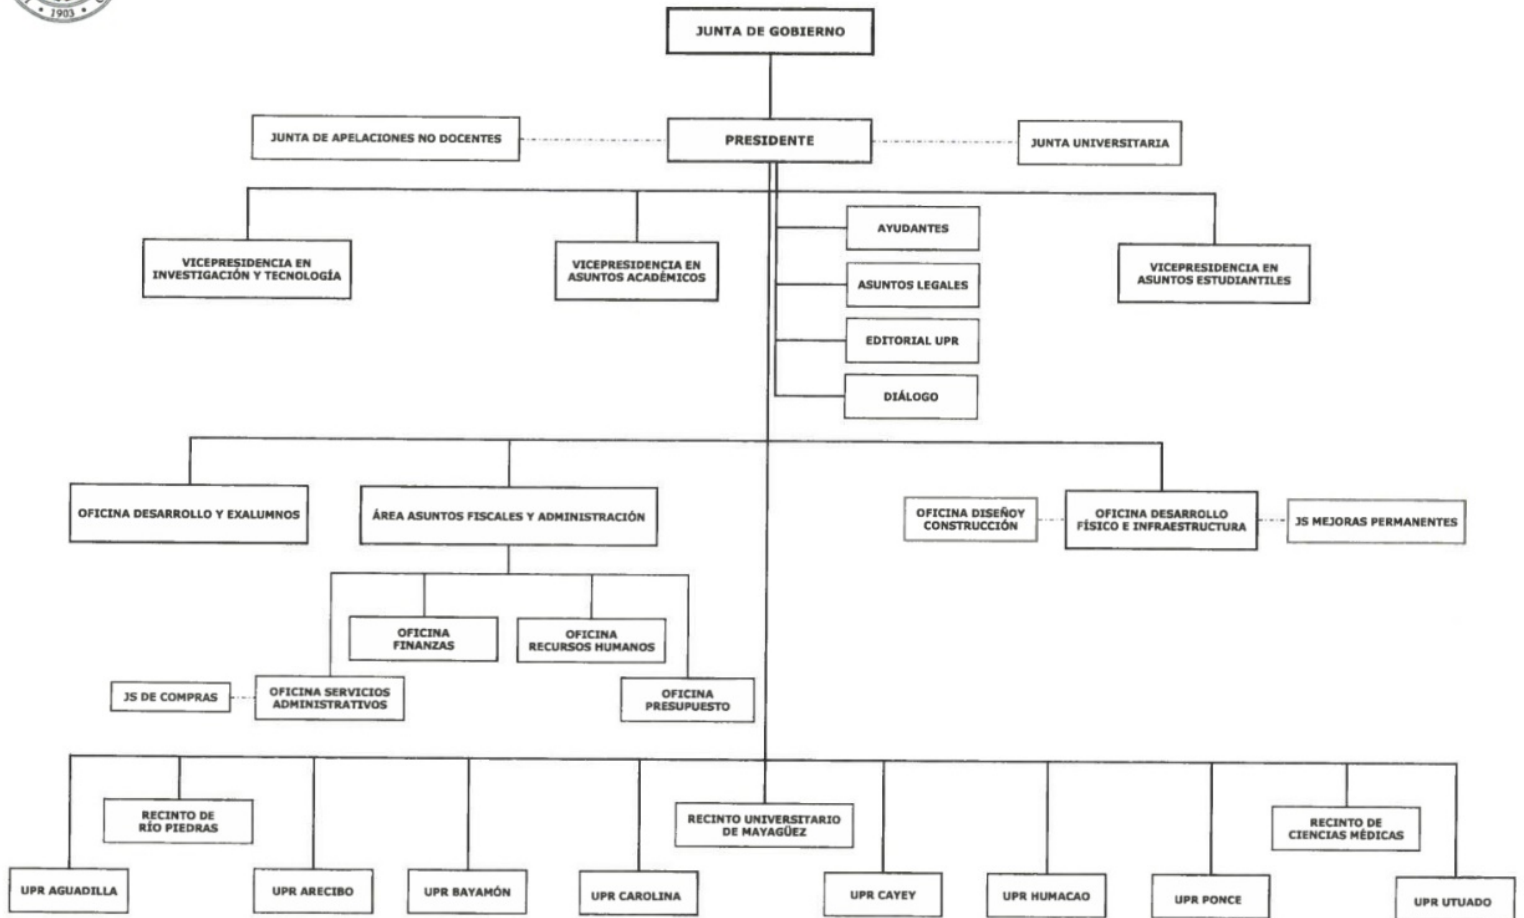 1903
JUNTA DE GOBIERNO
JUNTA DE APELACIONES NO DOCENTES
PRESIDENTE
JUNTA UNIVERSITARIA
AYUDANTES
VICEPRESIDENCIA EN
INVESTIGACIÓN Y TECNOLOGÍA
VICEPRESIDENCIA EN
ASUNTOS ACADÉMICOS
VICEPRESIDENCIA EN
ASUNTOS ESTUDIANTILES
ASUNTOS LEGALES
EDITORIAL UPR
DIÁLOGO
OFICINA DESARROLLO Y EXALUMNOS
ÁREA ASUNTOS FISCALES Y ADMINISTRACIÓN
OFICINA DISEÑOY
CONSTRUCCIÓN
OFICINA DESARROLLO
FÍSICO E INFRAESTRUCTURA
JS MEJORAS PERMANENTES
OFICINA
FINANZAS
OFICINA
RECURSOS HUMANOS
JS DE COMPRAS
OFICINA SERVICIOS
ADMINISTRATIVOS
OFICINA
PRESUPUESTO
RECINTO DE
RÍO PIEDRAS
RECINTO UNIVERSITARIO
DE MAYAGÜEZ
RECINTO DE
CIENCIAS MÉDICAS
UPR AGUADILLA
UPR ARECIBO
UPR BAYAMÓN
UPR CAROLINA
UPR CAYEY
UPR HUMACAO
UPR PONCE
UPR UTUADO